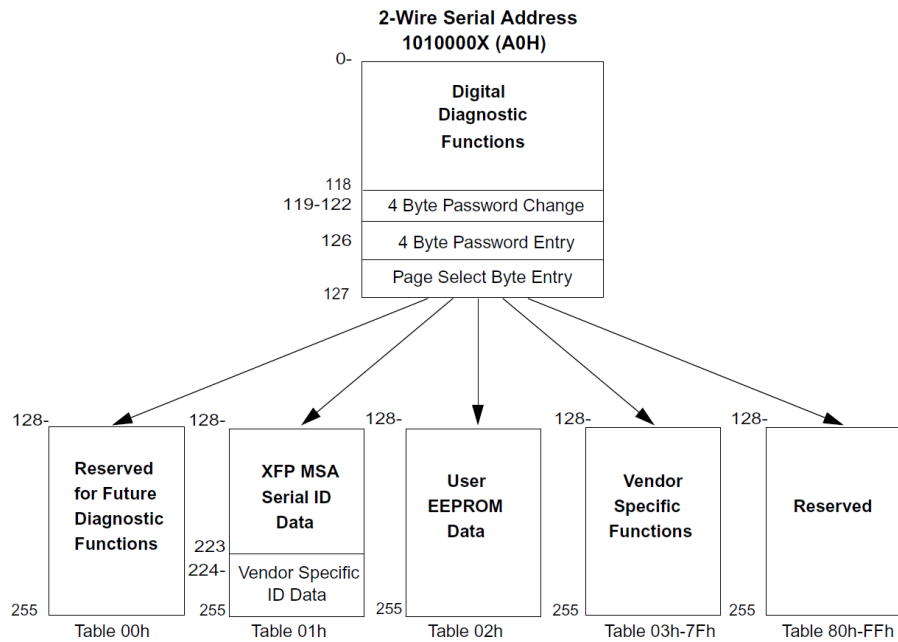 2-Wire Serial Address
1010000X (A0H)
0-
Digital
Diagnostic
Functions
118
119-122
4 Byte Password Change
126
4 Byte Password Entry
Page Select Byte Entry
127
128-
Reserved
for Future
Diagnostic
Functions
255
Table 00h
128-
XFP MSA
Serial ID
Data
223
224-
Vendor Specific
ID Data
255
Table 01h
128-
User
EEPROM
Data
255
Table 02h
128-
Vendor
Specific
Functions
255
Table 03h-7Fh
128-
Reserved
255
Table 80h-FFh